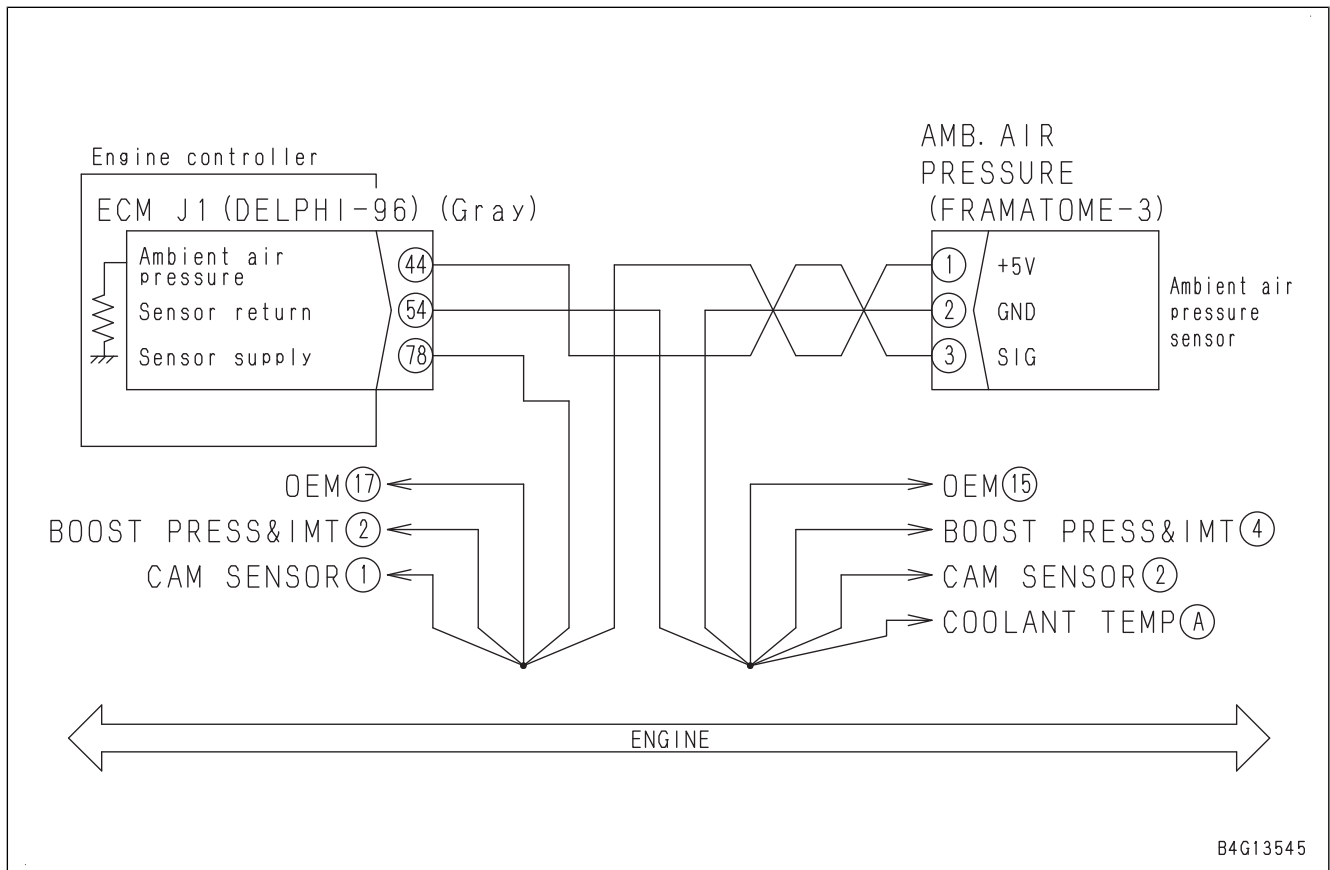 Engine controller
ECM J1(DELPHI-96)(Gray)
Ambient air
pressure
44
Sensor return
54
Sensor supply
78
AMB. AIR
PRESSURE
(FRAMATOME-3)
1
+5V
2
GND
3
SIG
Ambient air
pressure
sensor
OEM 17
BOOST PRESS&IMT 2
CAM SENSOR 1
OEM 15
BOOST PRESS&IMT 4
CAM SENSOR 2
COOLANT TEMP A
ENGINE
B4G13545